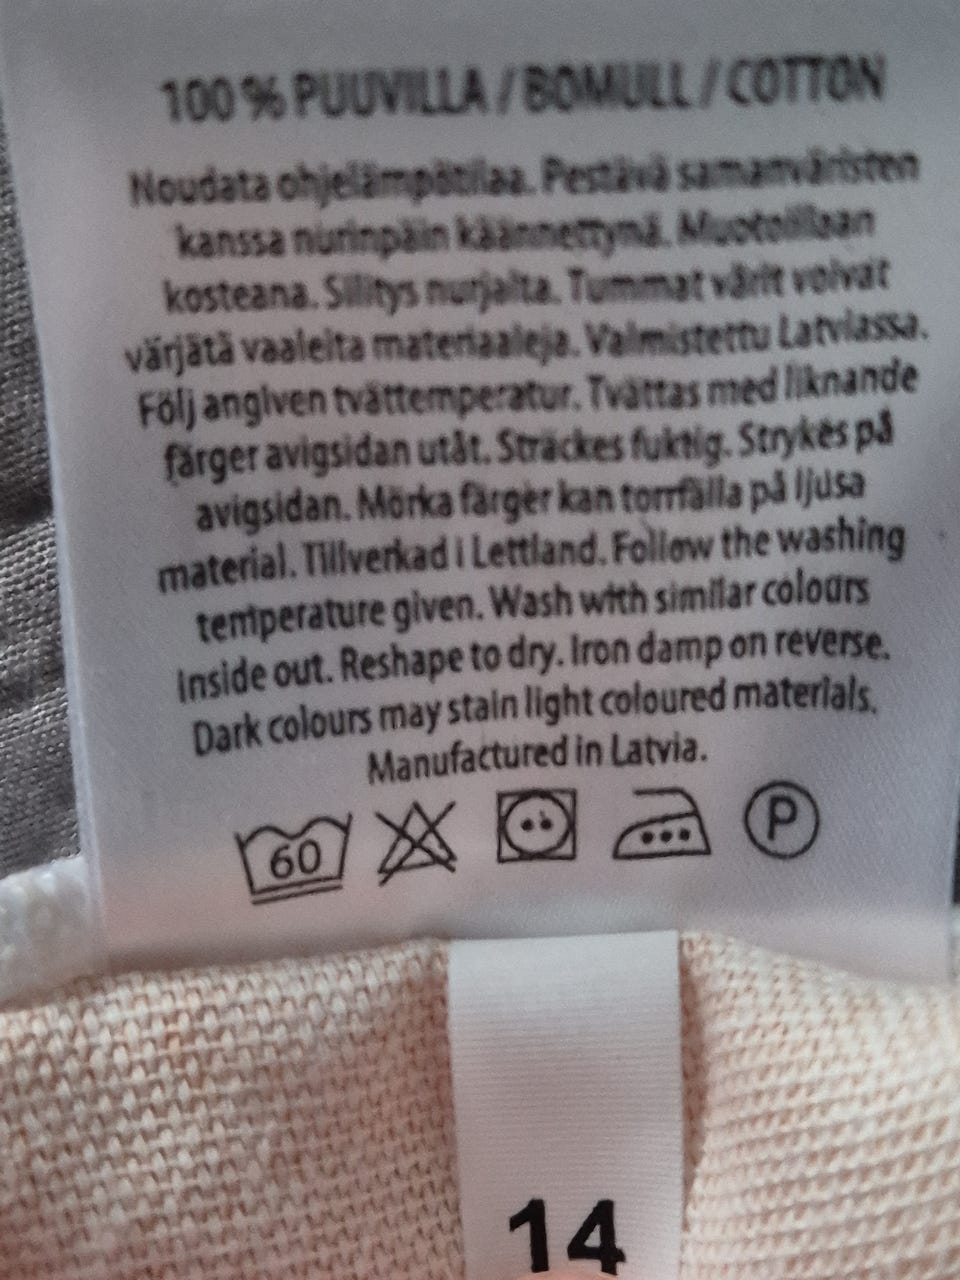 100 % PUUVILLA / BOMULL / COTTON
Noudata ohjelämpötilaa. Pestävä samanväristen
kanssa nurinpäin käännettynä. Muotoillaan
kosteana. Silitys nurjalta. Tummat värit voivat
värjätä vaaleita materiaaleja. Valmistettu Latviassa.
Följ angiven tvättemperatur. Tvättas med liknande
färger avigsidan utåt. Sträckes fuktig. Strykes på
avigsidan. Mörka färger kan torrfälla på ljusa
material. Tillverkad i Lettland. Follow the washing
temperature given. Wash with similar colours
inside out. Reshape to dry. Iron damp on reverse.
Dark colours may stain light coloured materials.
Manufactured in Latvia.
60 P
14